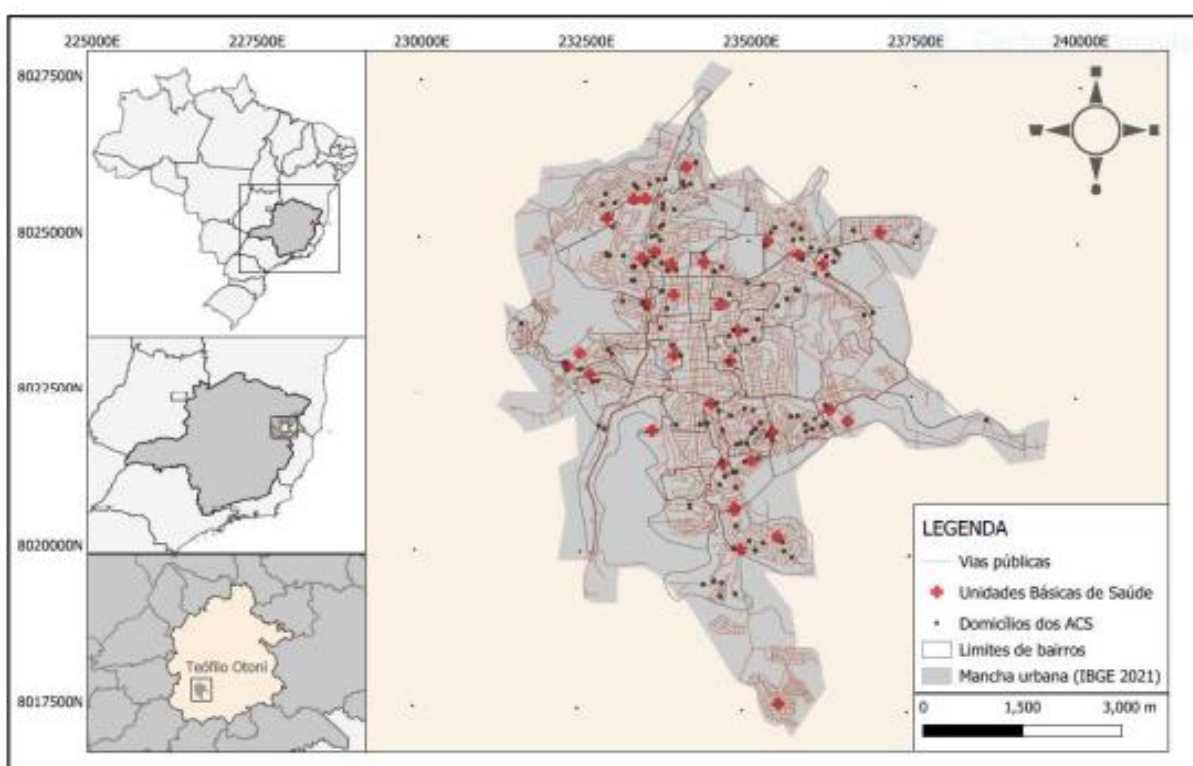 225000E 227500E 230000E 232500E 235000E 237500E 240000E
8027500N
8025000N
8022500N
8020000N
8017500N
Teófilo Otoni
LEGENDA
Vias públicas
Unidades Básicas de Saúde
Domicílios dos ACS
Limites de bairros
Mancha urbana (IBGE 2021)
0 1,500 3,000 m